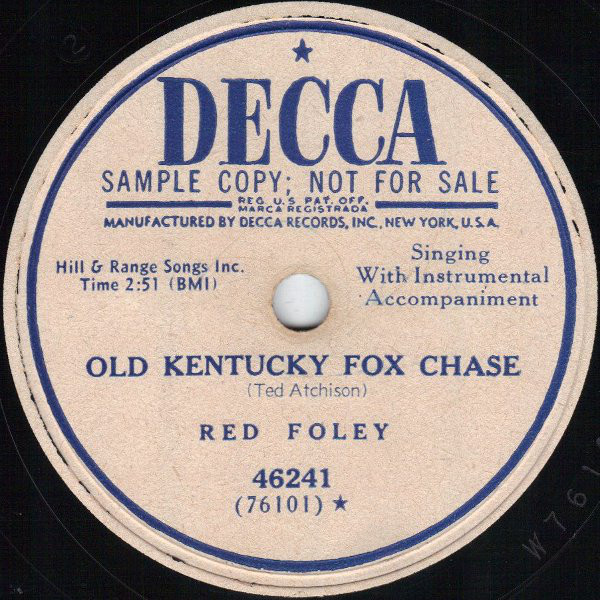 DECCA
SAMPLE COPY; NOT FOR SALE
REG. U.S. PAT. OFF.
MARCA REGISTRADA
MANUFACTURED BY DECCA RECORDS, INC., NEW YORK, U.S.A.
Hill & Range Songs Inc.
Time 2:51 (BMI)
Singing
With Instrumental
Accompaniment
OLD KENTUCKY FOX CHASE
(Ted Atchison)
RED FOLEY
46241
(76101) ★